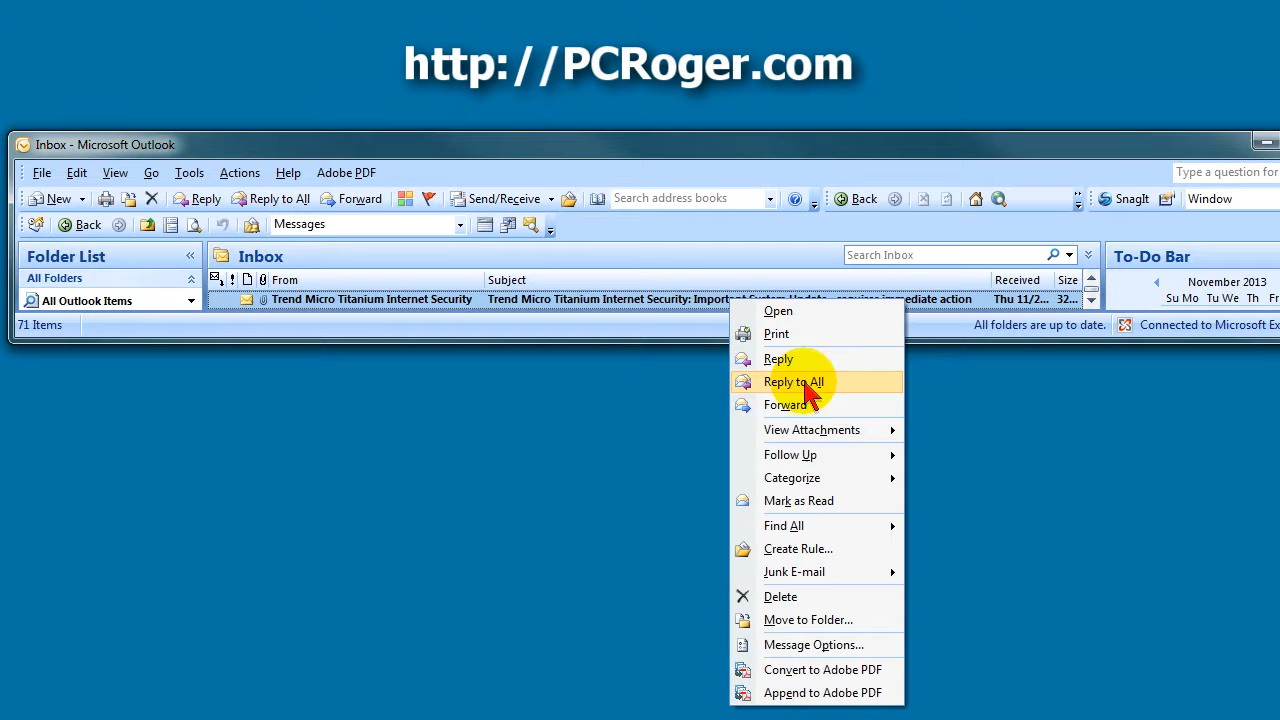 http://PCRoger.com
Inbox - Microsoft Outlook
File Edit View Go Tools Actions Help Adobe PDF Type a question for
New Reply Reply to All Forward Send/Receive Search address books Back SnagIt Window
Back Messages
Folder List Inbox Search Inbox To-Do Bar
All Folders From Subject Received Size November 2013
All Outlook Items Trend Micro Titanium Internet Security Trend Micro Titanium Internet Security: Important System Update - requires immediate action Thu 11/2... 32... Su Mo Tu We Th Fr
71 Items All folders are up to date. Connected to Microsoft Ex
Open
Print
Reply
Reply to All
Forward
View Attachments
Follow Up
Categorize
Mark as Read
Find All
Create Rule...
Junk E-mail
Delete
Move to Folder...
Message Options...
Convert to Adobe PDF
Append to Adobe PDF